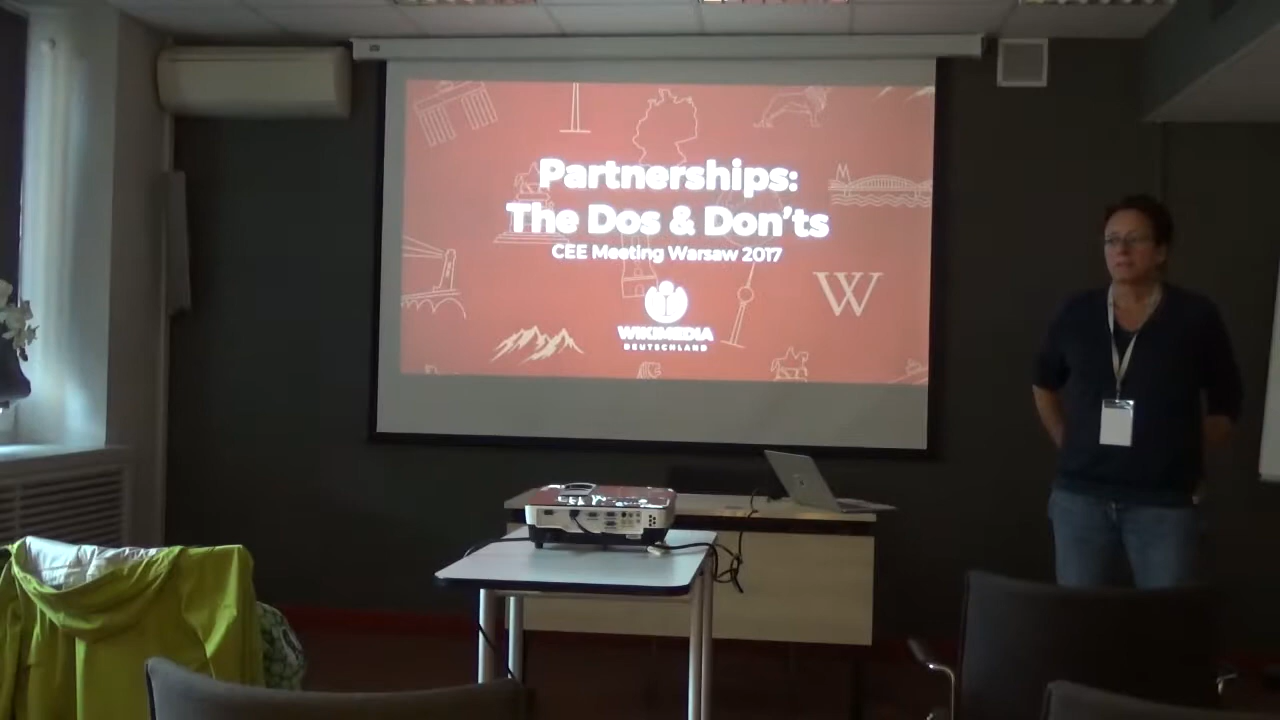 Partnerships:
The Dos & Don'ts
CEE Meeting Warsaw 2017
W
WIKIMEDIA
DEUTSCHLAND